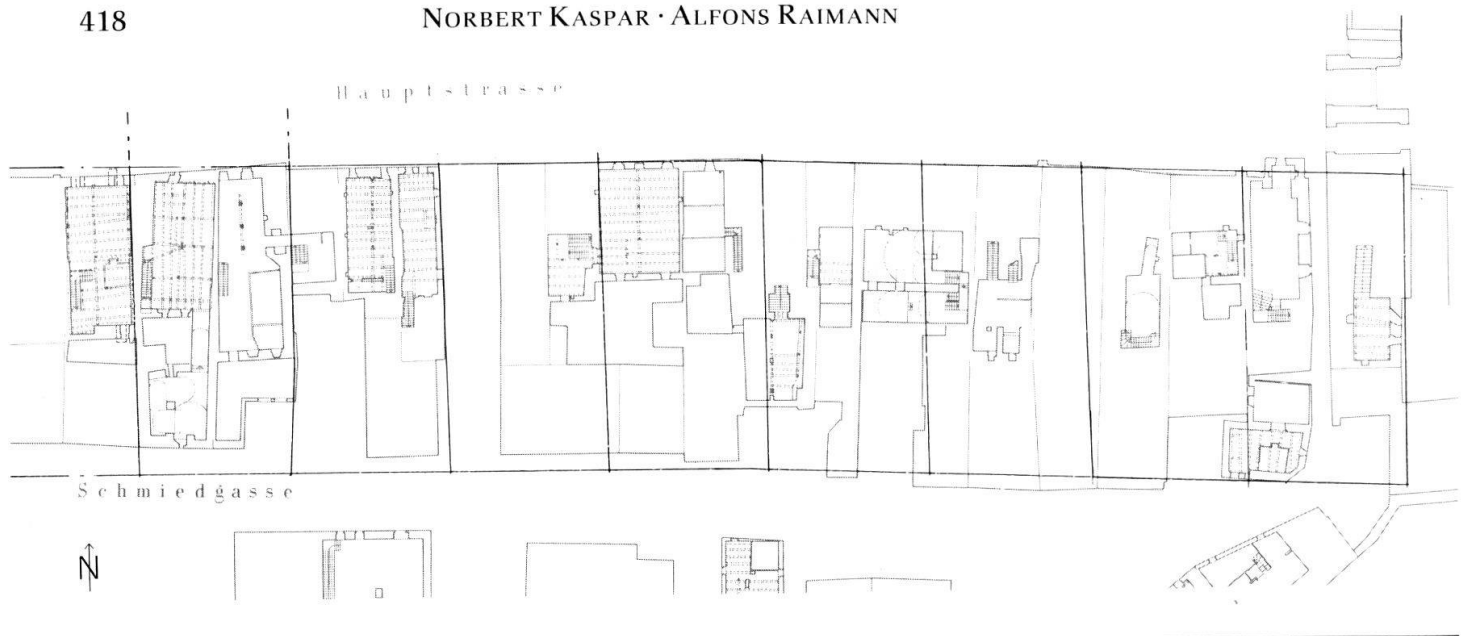 418
NORBERT KASPAR · ALFONS RAIMANN
Hauptstrasse
Schmiedgasse
N